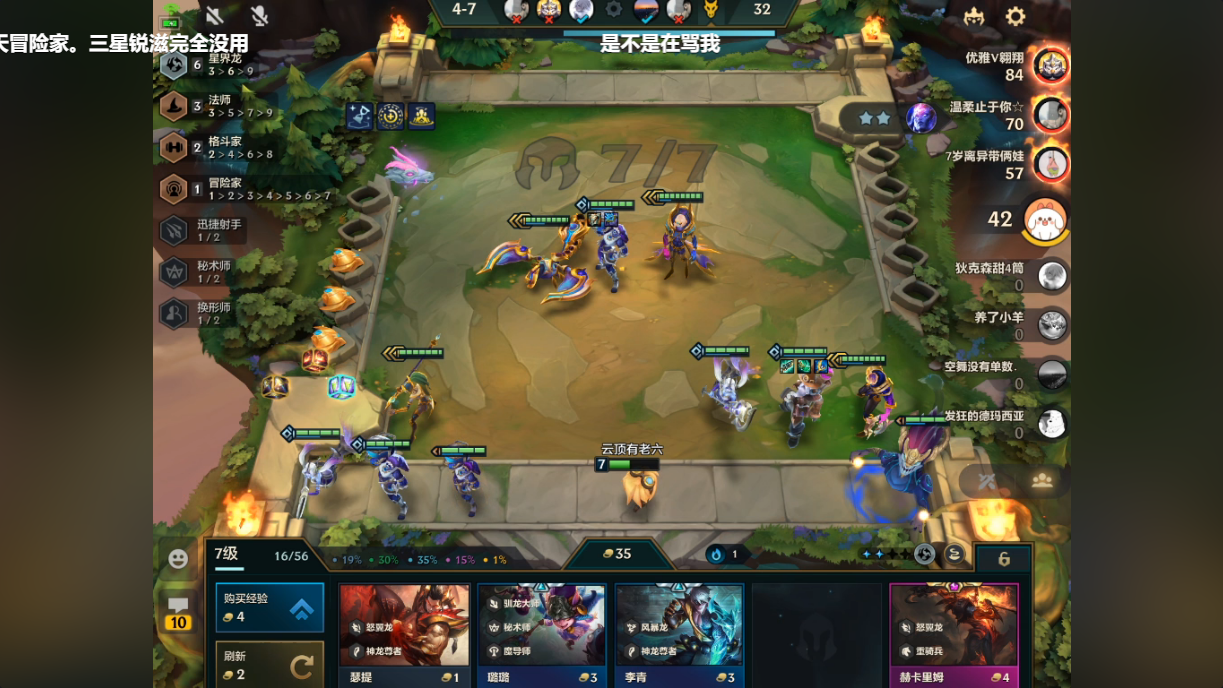 4-7
32
天冒险家。三星锐滋完全没用
是不是在骂我
6
星界龙
3 > 6 > 9
3
法师
3 > 5 > 7 > 9
2
格斗家
2 > 4 > 6 > 8
1
冒险家
1 > 2 > 3 > 4 > 5 > 6 > 7
迅捷射手
1 / 2
秘术师
1 / 2
换形师
1 / 2
7/7
优雅V翱翔
84
温柔止于你☆
70
7岁离异带俩娃
57
42
狄克森甜4筒
0
养了小羊
0
空舞没有单数.
0
发狂的德玛西亚
0
云顶有老六
7
7级
16/56
19%
30%
35%
15%
1%
35
1
6
10
购买经验
4
刷新
2
怒翼龙
神龙尊者
瑟提
1
驯龙大师
秘术师
魔导师
璐璐
3
风暴龙
神龙尊者
李青
3
怒翼龙
重骑兵
赫卡里姆
4